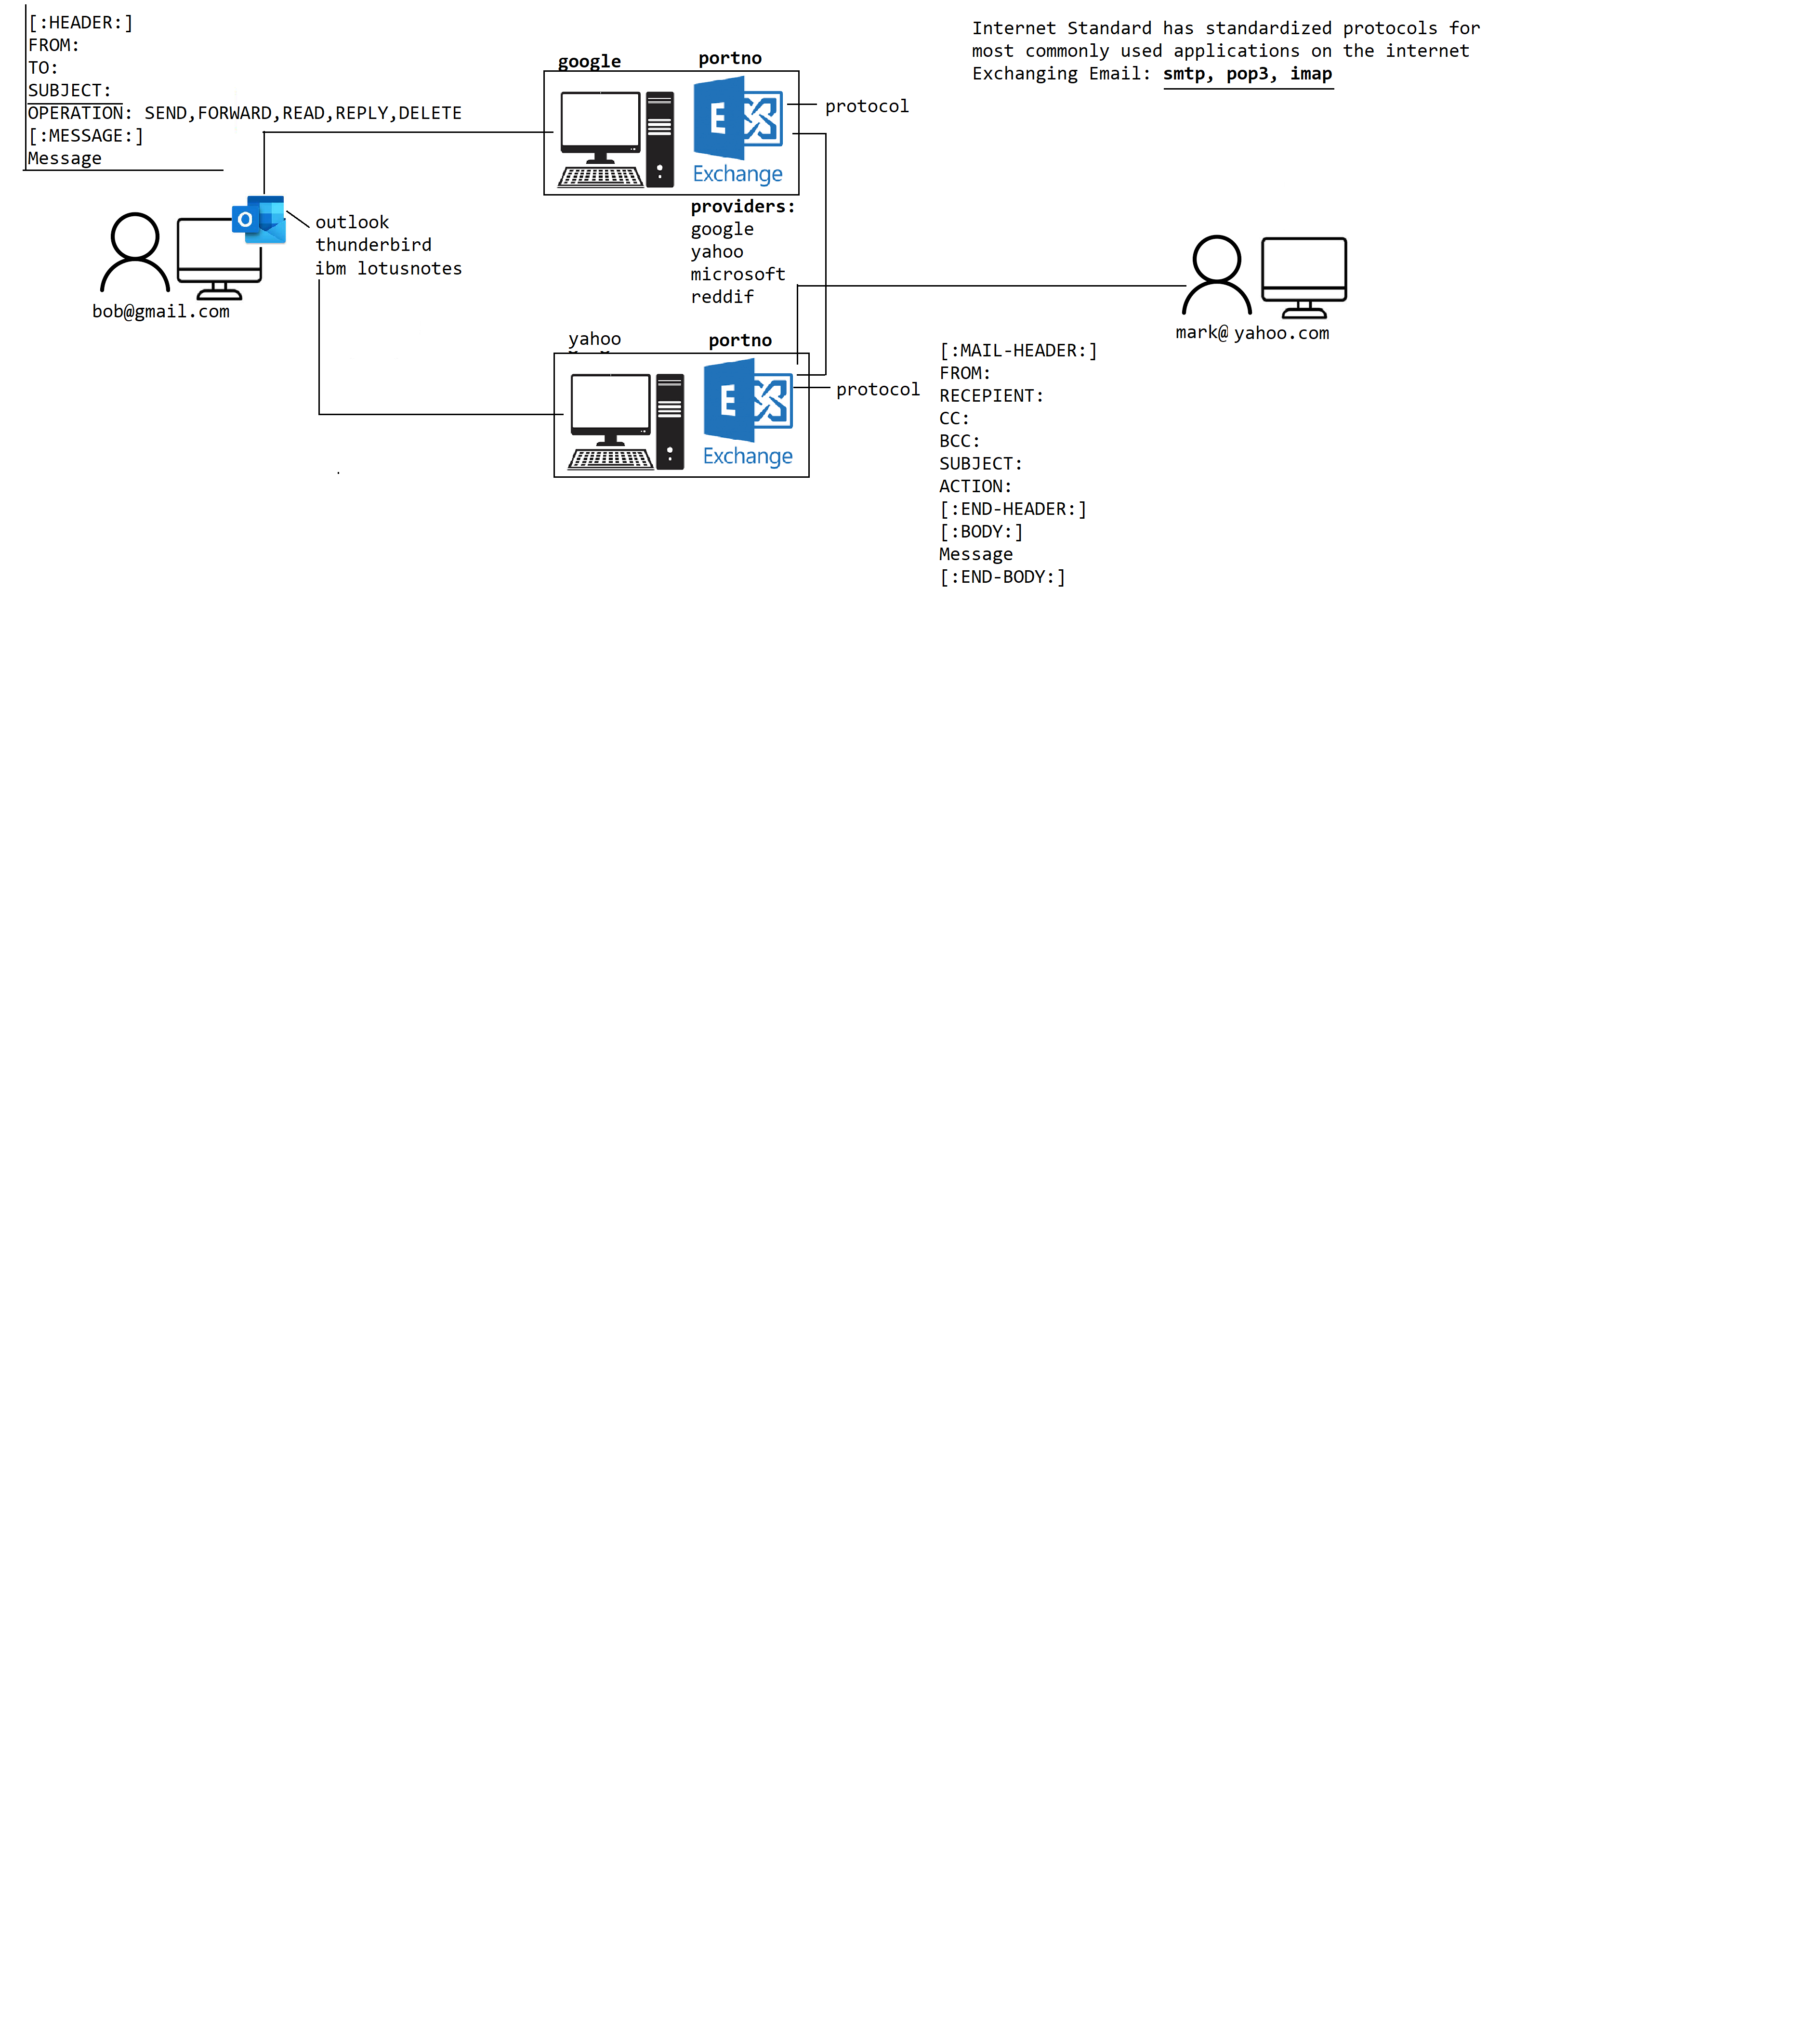 [:HEADER:]
FROM:
TO:
SUBJECT:
OPERATION: SEND,FORWARD,READ,REPLY,DELETE
[:MESSAGE:]
Message
outlook
thunderbird
ibm lotusnotes
bob@gmail.com
google
portno
protocol
E
Exchange
providers:
google
yahoo
microsoft
reddif
yahoo
portno
protocol
E
Exchange
Internet Standard has standardized protocols for
most commonly used applications on the internet
Exchanging Email: smtp, pop3, imap
mark@ yahoo.com
[:MAIL-HEADER:]
FROM:
RECEPIENT:
CC:
BCC:
SUBJECT:
ACTION:
[:END-HEADER:]
[:BODY:]
Message
[:END-BODY:]